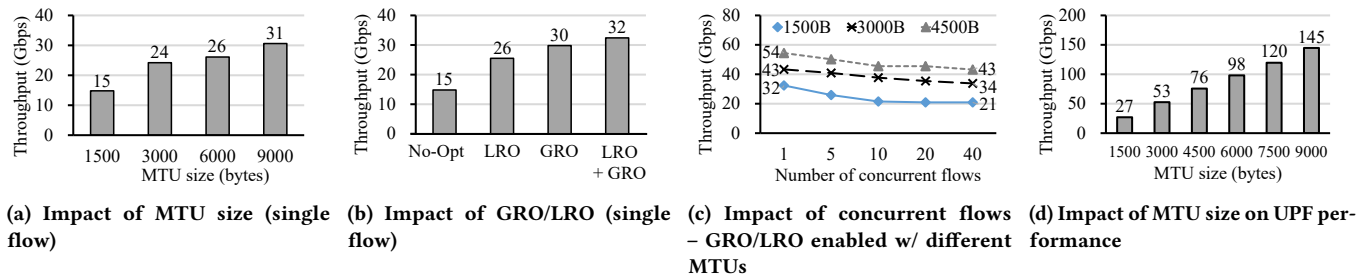 Throughput (Gbps)
40
30
20
10
0
15
24
26
31
1500 3000 6000 9000
MTU size (bytes)
(a) Impact of MTU size (single
flow)
Throughput (Gbps)
40
30
20
10
0
15
26
30
32
No-Opt LRO GRO LRO
+ GRO
(b) Impact of GRO/LRO (single
flow)
Throughput (Gbps)
80
60
40
20
0
1500B 3000B 4500B
54
43
32
43
34
21
1 5 10 20 40
Number of concurrent flows
(c) Impact of concurrent flows
– GRO/LRO enabled w/ different
MTUs
Throughput (Gbps)
200
150
100
50
0
27
53
76
98
120
145
1500 3000 4500 6000 7500 9000
MTU size (bytes)
(d) Impact of MTU size on UPF per-
formance